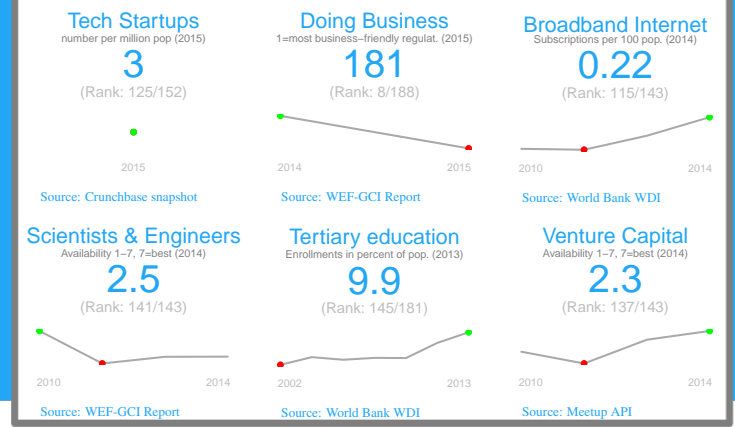 Tech Startups
number per million pop (2015)
3
(Rank: 125/152)
2015
Source: Crunchbase snapshot
Doing Business
1=most business−friendly regulat. (2015)
181
(Rank: 8/188)
2014
2015
Source: WEF-GCI Report
Broadband Internet
Subscriptions per 100 pop. (2014)
0.22
(Rank: 115/143)
2010
2014
Source: World Bank WDI
Scientists & Engineers
Availability 1−7, 7=best (2014)
2.5
(Rank: 141/143)
2010
2014
Source: WEF-GCI Report
Tertiary education
Enrollments in percent of pop. (2013)
9.9
(Rank: 145/181)
2002
2013
Source: World Bank WDI
Venture Capital
Availability 1−7, 7=best (2014)
2.3
(Rank: 137/143)
2010
2014
Source: Meetup API